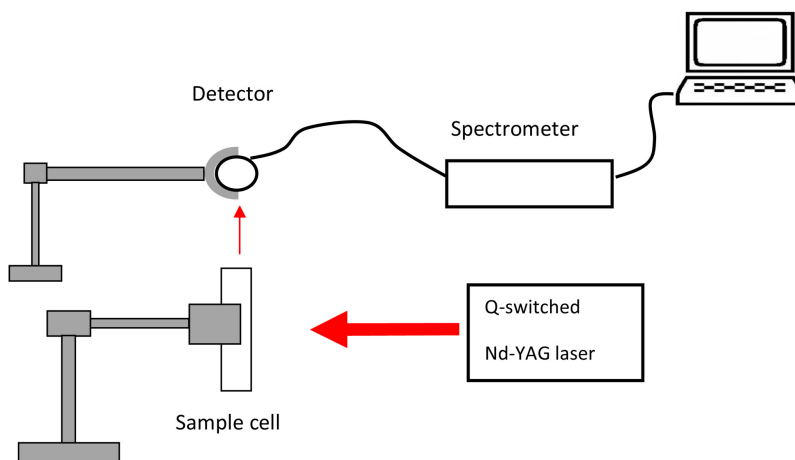 Detector
Spectrometer
Q-switched
Nd-YAG laser
Sample cell